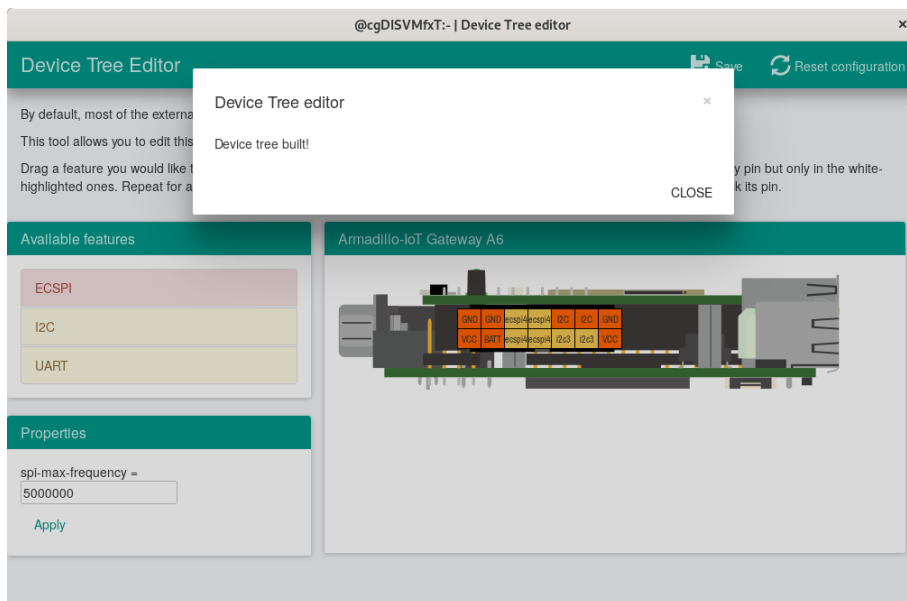 @cgDISVMfxT:~ | Device Tree editor
×
Device Tree Editor
Save
Reset configuration
By default, most of the externa
This tool allows you to edit this
Drag a feature you would like t
y pin but only in the white-
highlighted ones. Repeat for a
k its pin.
Device Tree editor
×
Device tree built!
CLOSE
Available features
ECSPI
I2C
UART
Armadillo-IoT Gateway A6
GND GND ecspi4 ecspi4 I2C I2C GND
VCC BATT ecspi4 ecspi4 i2c3 i2c3 VCC
Properties
spi-max-frequency =
5000000
Apply